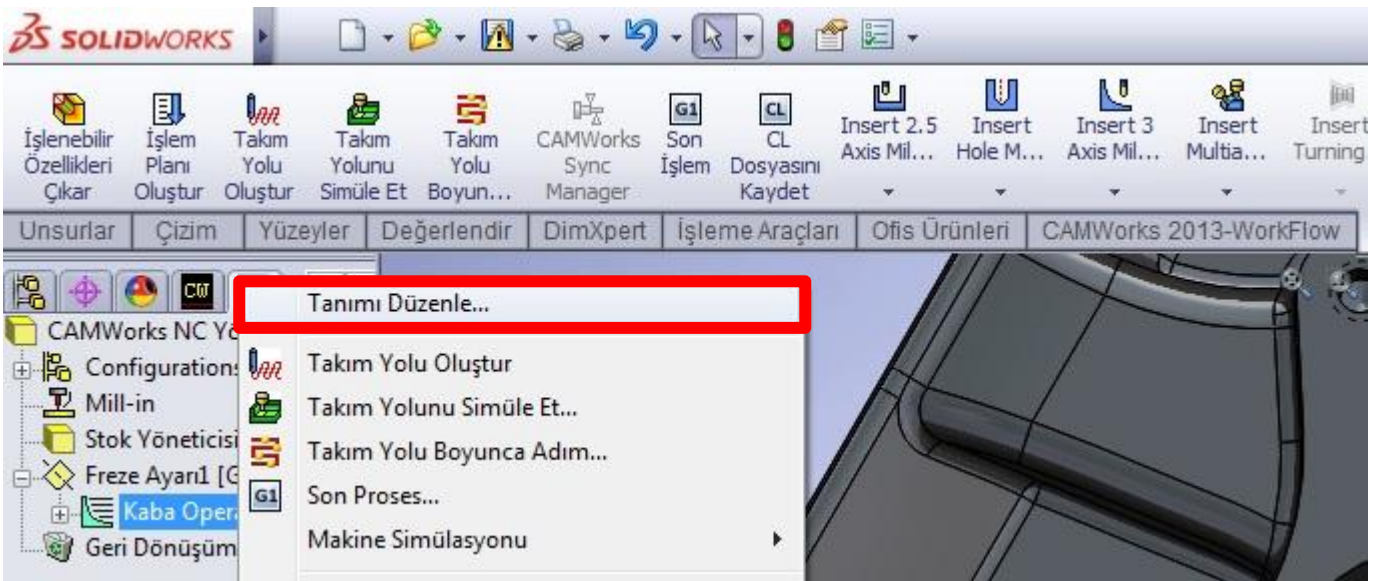 SOLIDWORKS
İşlenebilir
Özellikleri
Çıkar
İşlem
Planı
Oluştur
Takım
Yolu
Oluştur
Takım
Yolunu
Simüle Et
Takım
Yolu
Boyun...
CAMWorks
Sync
Manager
G1
Son
İşlem
CL
CL
Dosyasını
Kaydet
Insert 2.5
Axis Mil...
Insert
Hole M...
Insert 3
Axis Mil...
Insert
Multia...
Insert
Turning
Unsurlar Çizim Yüzeyler Değerlendir DimXpert İşleme Araçları Ofis Ürünleri CAMWorks 2013-WorkFlow
CW
CAMWorks NC Yö
Configurations
Mill-in
Stok Yöneticisi
Freze Ayarı1 [G
Kaba Opera
Geri Dönüşüm
Tanımı Düzenle...
Takım Yolu Oluştur
Takım Yolunu Simüle Et...
Takım Yolu Boyunca Adım...
G1 Son Proses...
Makine Simülasyonu